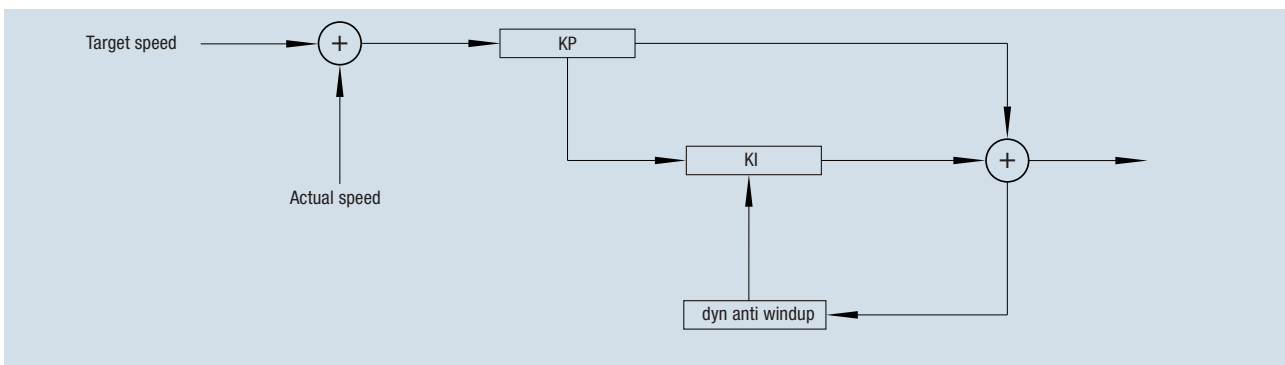 Target speed
+
KP
KI
+
Actual speed
dyn anti windup